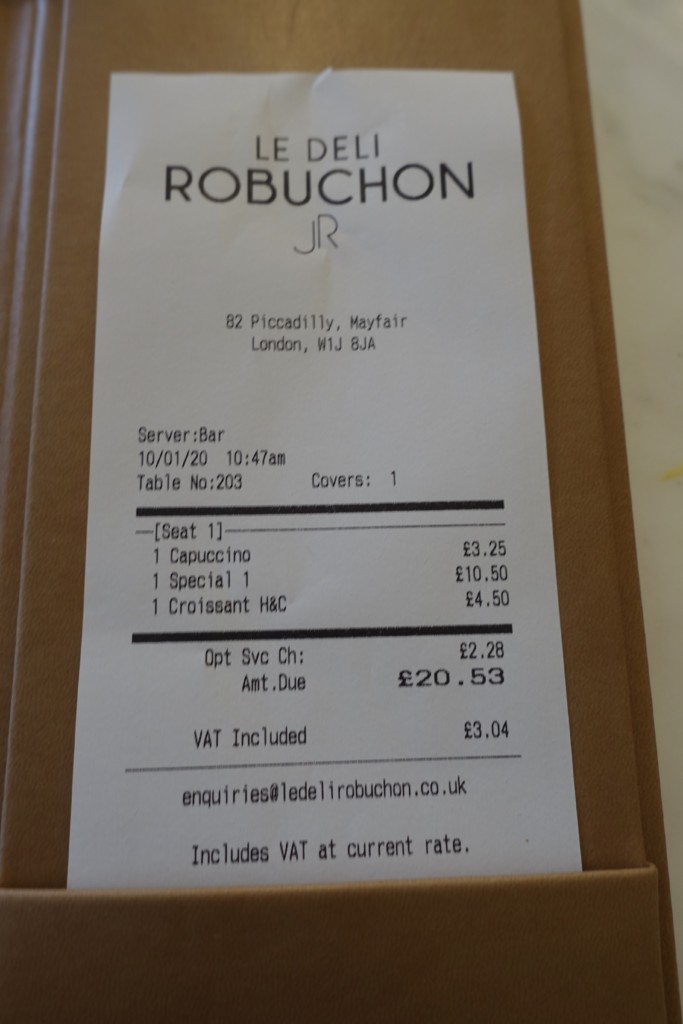 LE DELI
ROBUCHON
JR
82 Piccadilly, Mayfair
London, W1J 8JA
Server:Bar
10/01/20 10:47am
Table No:203 Covers: 1
[Seat 1]
1 Capuccino £3.25
1 Special 1 £10.50
1 Croissant H&C £4.50
Opt Svc Ch: £2.28
Amt.Due £20.53
VAT Included £3.04
enquiries@ledelirobuchon.co.uk
Includes VAT at current rate.